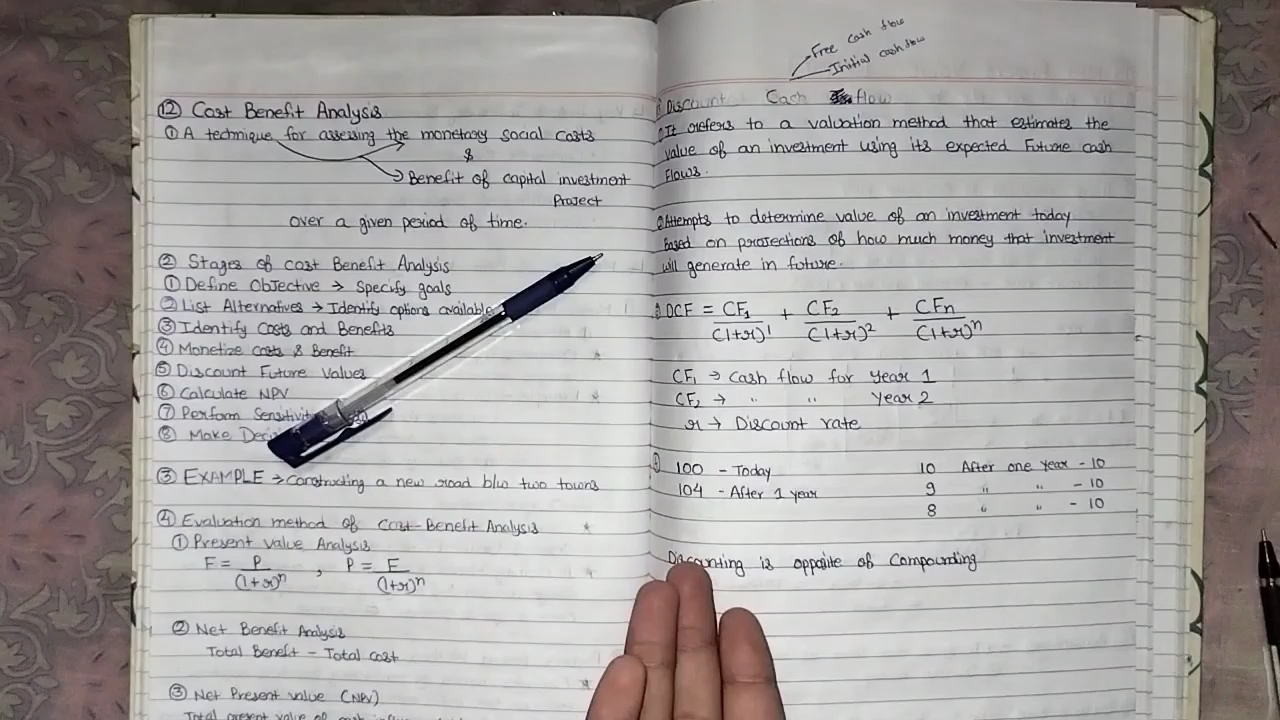 ⑫ Cost Benefit Analysis
① A technique for assessing the monetary social costs
&
Benefit of capital investment
Project
over a given period of time.
② Stages of cost Benefit Analysis
① Define Objective → Specify goals
② List Alternatives → Identify options available
③ Identify Costs and Benefits
④ Monetize costs & Benefit
⑤ Discount Future Values
⑥ Calculate NPV
⑦ Perform
⑧ Make
③ EXAMPLE → Constructing a new road b/w two towns
④ Evaluation method of Cost-Benefit Analysis *
① Present Value Analysis
F = P/(1+r)^n , P = F/(1+r)^n
② Net Benefit Analysis
Total Benefit - Total cost
③ Net Present value (NPV)
Total present value of cash
Free cash flow
Initial cash flow
Discount Cash flow
It refers to a valuation method that estimates the
value of an investment using its expected Future cash
Flows.
Attempts to determine value of an investment today
Based on projections of how much money that investment
will generate in future.
DCF = CF₁/(1+r)^1 + CF₂/(1+r)^2 + CFn/(1+r)^n
CF₁ → Cash flow for year 1
CF₂ → " " Year 2
r → Discount rate
100 - Today 10 After one year - 10
104 - After 1 year 9 " " - 10
8 " " - 10
Discounting is opposite of Compounding